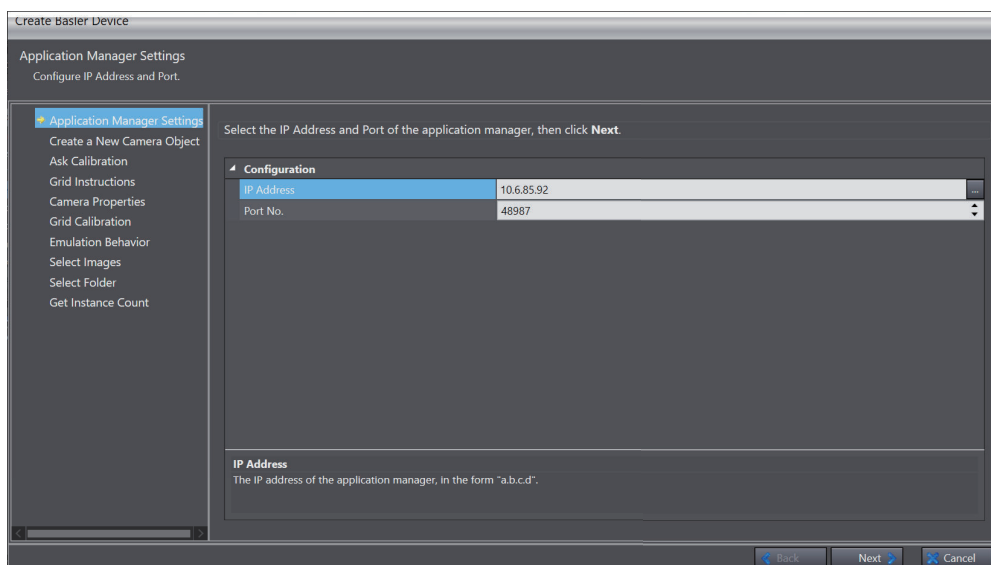 Create Basler Device
Application Manager Settings
Configure IP Address and Port.
Application Manager Settings
Create a New Camera Object
Ask Calibration
Grid Instructions
Camera Properties
Grid Calibration
Emulation Behavior
Select Images
Select Folder
Get Instance Count
Select the IP Address and Port of the application manager, then click Next.
Configuration
IP Address 10.6.85.92 ...
Port No. 48987
IP Address
The IP address of the application manager, in the form "a.b.c.d".
Back Next Cancel